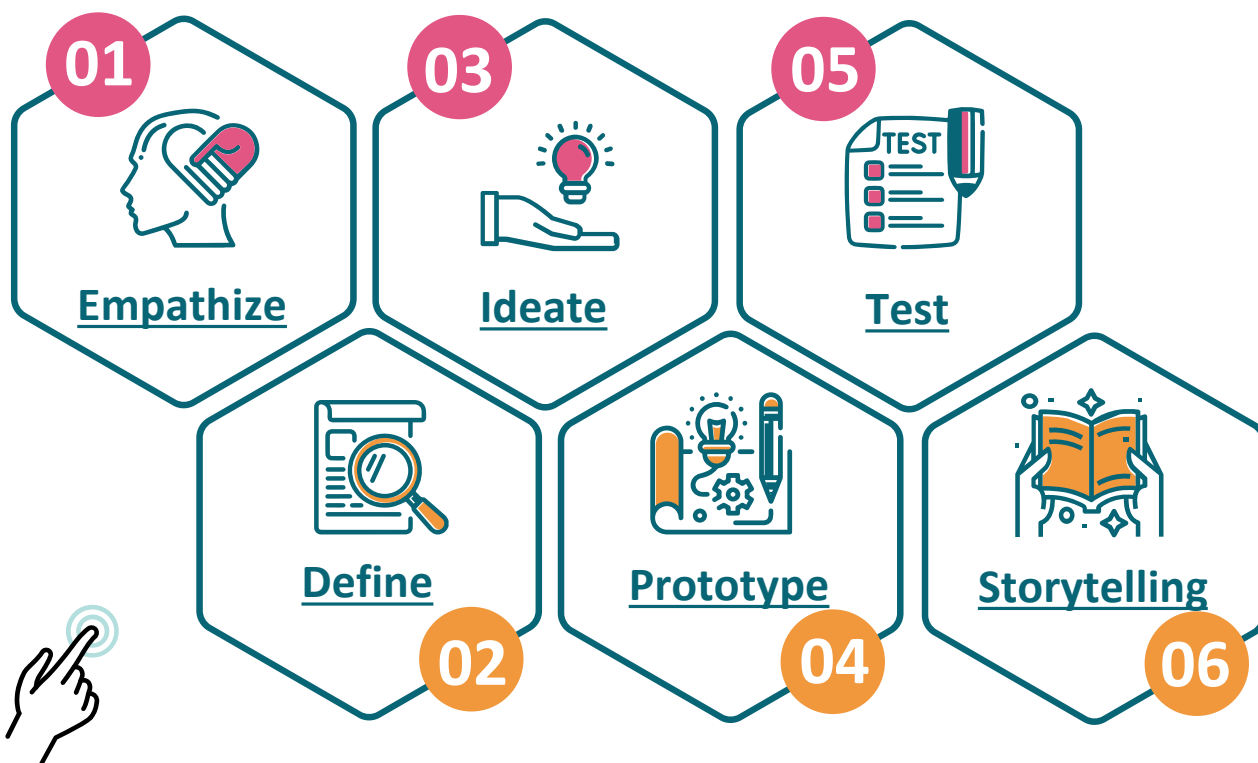 01
Empathize
02
Define
03
Ideate
04
Prototype
05
TEST
Test
06
Storytelling